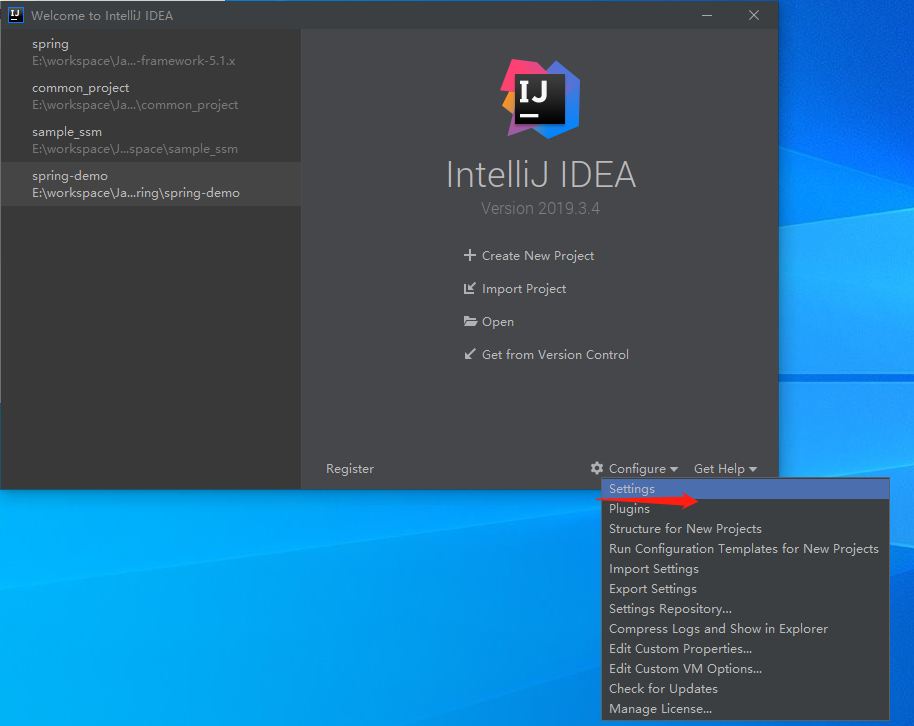 Welcome to IntelliJ IDEA
spring
E:\workspace\Ja...-framework-5.1.x
common_project
E:\workspace\Ja...\common_project
sample_ssm
E:\workspace\J...space\sample_ssm
spring-demo
E:\workspace\Ja...ring\spring-demo
IJ
IntelliJ IDEA
Version 2019.3.4
Create New Project
Import Project
Open
Get from Version Control
Register
Configure
Get Help
Settings
Plugins
Structure for New Projects
Run Configuration Templates for New Projects
Import Settings
Export Settings
Settings Repository...
Compress Logs and Show in Explorer
Edit Custom Properties...
Edit Custom VM Options...
Check for Updates
Manage License...